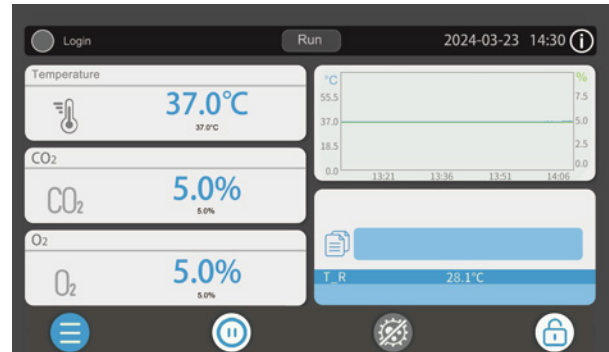 Login Run 2024-03-23 14:30 i
Temperature
37.0℃
37.0℃
CO₂
CO₂ 5.0%
5.0%
O₂
O₂ 5.0%
5.0%
℃ %
55.5 7.5
37.0 5.0
18.5 2.5
0.0 0.0
13:21 13:36 13:51 14:06
T_R 28.1℃